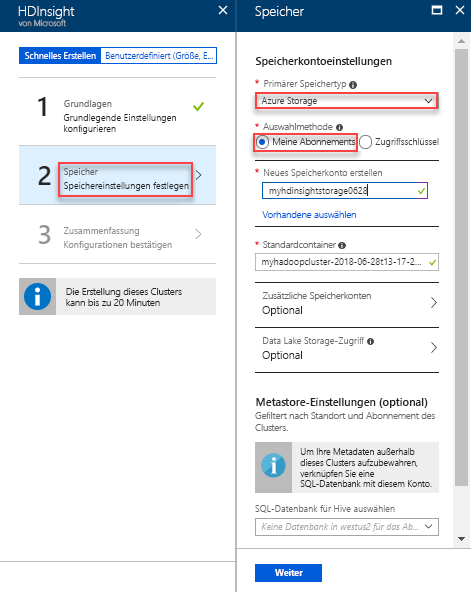 HDInsight
von Microsoft
Schnelles Erstellen
Benutzerdefiniert (Größe, E...
1
Grundlagen
Grundlegende Einstellungen
konfigurieren
2
Speicher
Speichereinstellungen festlegen
3
Zusammenfassung
Konfigurationen bestätigen
Die Erstellung dieses Clusters
kann bis zu 20 Minuten
Speicher
Speicherkontoeinstellungen
* Primärer Speichertyp
Azure Storage
* Auswahlmethode
Meine Abonnements
Zugriffsschlüssel
* Neues Speicherkonto erstellen
myhdinsightstorage0628
Vorhandene auswählen
* Standardcontainer
myhadoopcluster-2018-06-28t13-17-2...
Zusätzliche Speicherkonten
Optional
Data Lake Storage-Zugriff
Optional
Metastore-Einstellungen (optional)
Gefiltert nach Standort und Abonnement des
Clusters.
Um Ihre Metadaten außerhalb
dieses Clusters aufzubewahren,
verknüpfen Sie eine
SQL-Datenbank mit diesem Konto.
SQL-Datenbank für Hive auswählen
Keine Datenbank in westus2 für das Ab...
Weiter